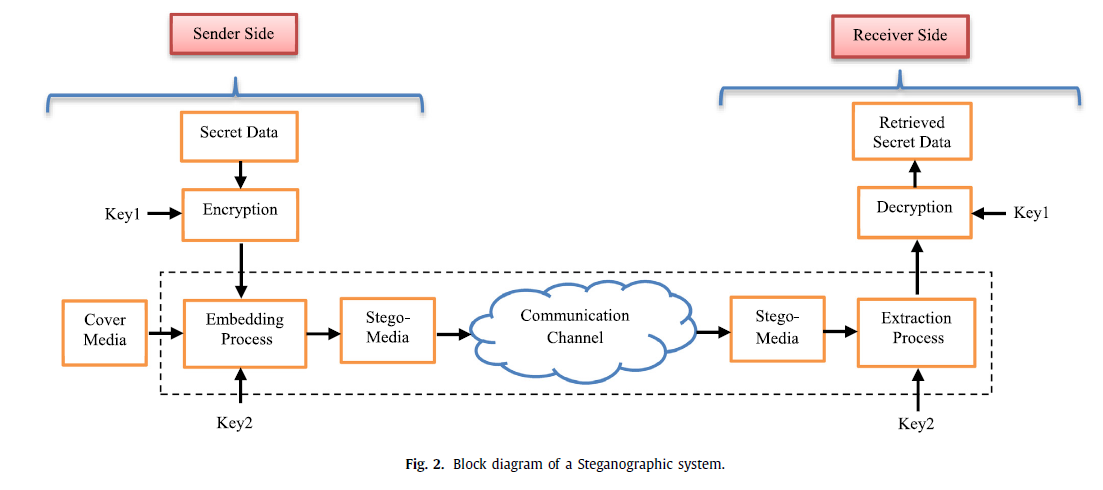 Sender Side
Receiver Side
Secret Data
Retrieved
Secret Data
Key1
Encryption
Decryption
Key1
Cover
Media
Embedding
Process
Stego-
Media
Communication
Channel
Stego-
Media
Extraction
Process
Key2
Key2
Fig. 2. Block diagram of a Steganographic system.